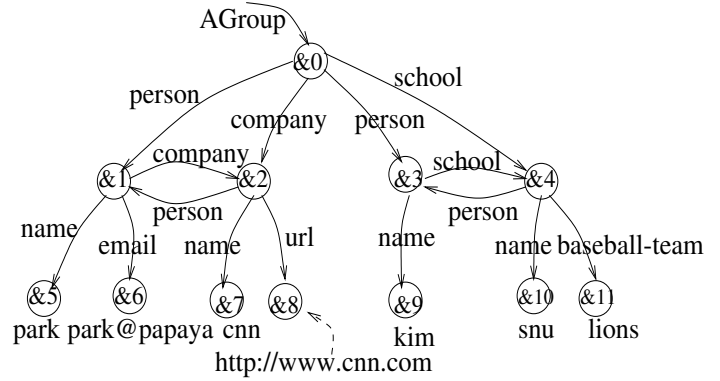 AGroup
&0
person
company
person
school
company
school
&1
&2
&3
&4
person
person
name
email
name
url
name
name
baseball-team
&5
&6
&7
&8
&9
&10
&11
park
park@papaya
cnn
kim
snu
lions
http://www.cnn.com